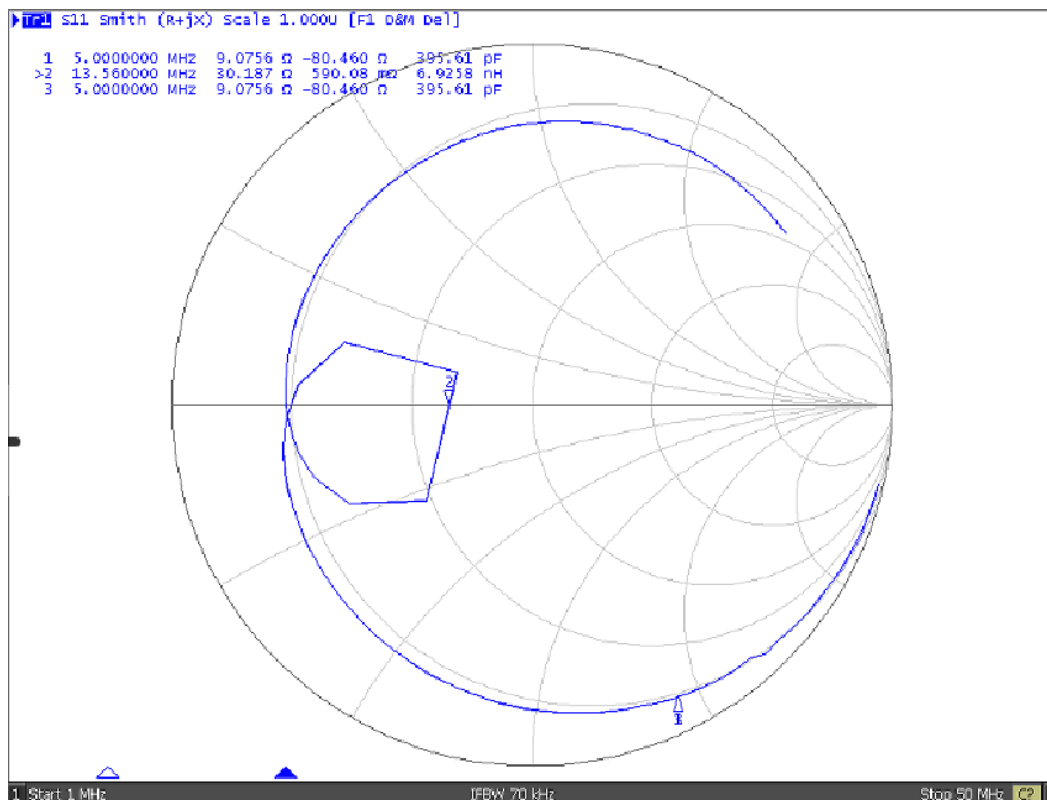 Tr1 S11 Smith (R+jX) Scale 1.000U [F1 D&M Del]
1 5.0000000 MHz 9.0756 Ω -80.460 Ω 395.61 pF
>2 13.560000 MHz 30.187 Ω 590.08 mΩ 6.9258 nH
3 5.0000000 MHz 9.0756 Ω -80.460 Ω 395.61 pF
2
1 Start 1 MHz IFBW 70 kHz Stop 50 MHz C?